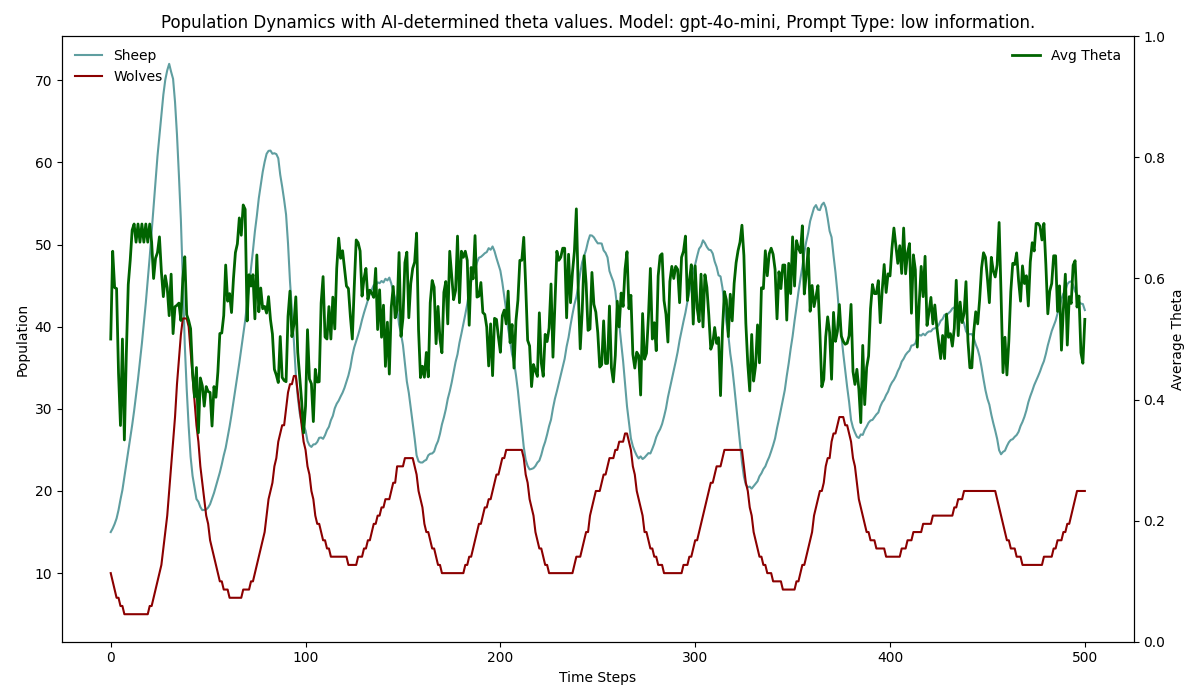 Population Dynamics with AI-determined theta values. Model: gpt-4o-mini, Prompt Type: low information.
Sheep
Wolves
Avg Theta
Population
70
60
50
40
30
20
10
1.0
0.8
0.6
0.4
0.2
0.0
Average Theta
0
100
200
300
400
500
Time Steps